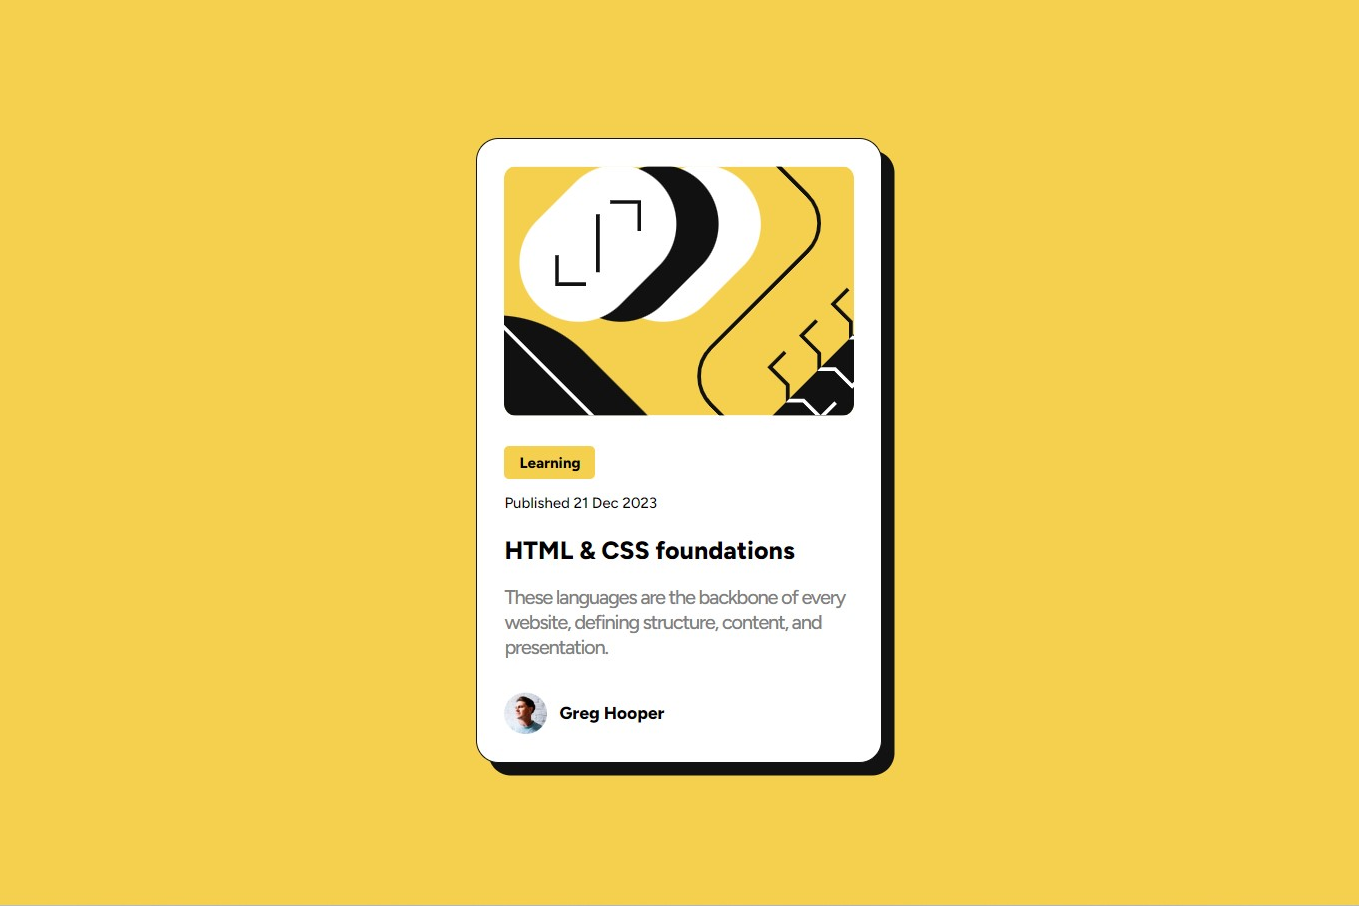 Learning
Published 21 Dec 2023
HTML & CSS foundations
These languages are the backbone of every
website, defining structure, content, and
presentation.
Greg Hooper